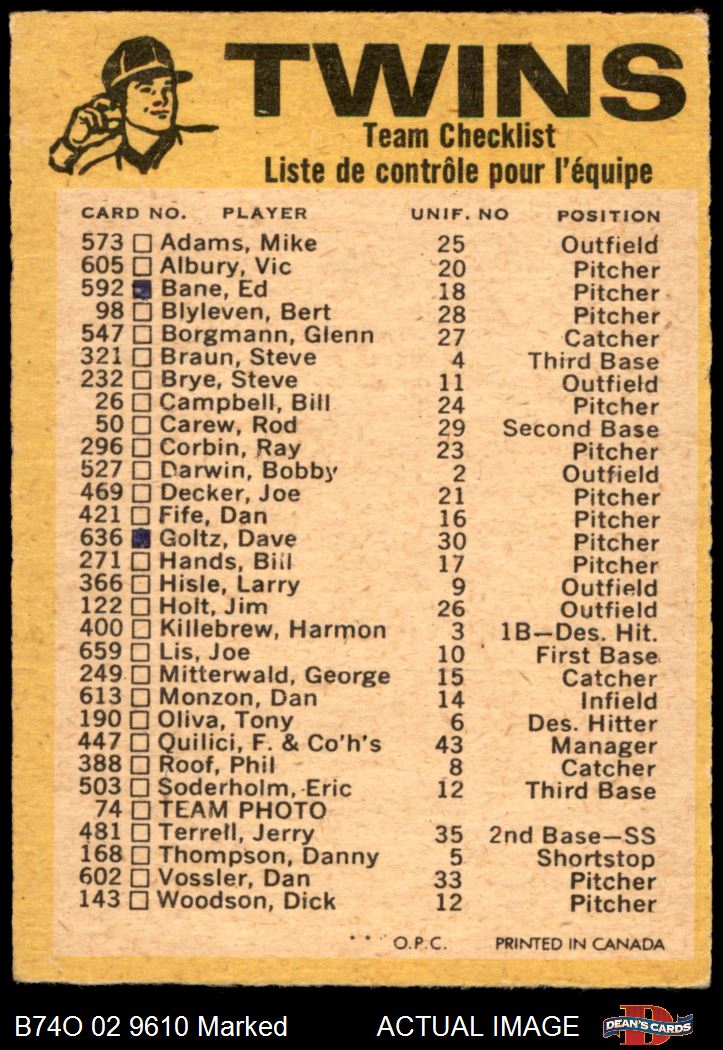 TWINS
Team Checklist
Liste de contrôle pour l'équipe
CARD NO. PLAYER UNIF. NO POSITION
573 Adams, Mike 25 Outfield
605 Albury, Vic 20 Pitcher
592 Bane, Ed 18 Pitcher
98 Blyleven, Bert 28 Pitcher
547 Borgmann, Glenn 27 Catcher
321 Braun, Steve 4 Third Base
232 Brye, Steve 11 Outfield
26 Campbell, Bill 24 Pitcher
50 Carew, Rod 29 Second Base
296 Corbin, Ray 23 Pitcher
527 Darwin, Bobby 2 Outfield
469 Decker, Joe 21 Pitcher
421 Fife, Dan 16 Pitcher
636 Goltz, Dave 30 Pitcher
271 Hands, Bill 17 Pitcher
366 Hisle, Larry 9 Outfield
122 Holt, Jim 26 Outfield
400 Killebrew, Harmon 3 1B—Des. Hit.
659 Lis, Joe 10 First Base
249 Mitterwald, George 15 Catcher
613 Monzon, Dan 14 Infield
190 Oliva, Tony 6 Des. Hitter
447 Quilici, F. & Co'h's 43 Manager
388 Roof, Phil 8 Catcher
503 Soderholm, Eric 12 Third Base
74 TEAM PHOTO
481 Terrell, Jerry 35 2nd Base—SS
168 Thompson, Danny 5 Shortstop
602 Vossler, Dan 33 Pitcher
143 Woodson, Dick 12 Pitcher
* * O.P.C. PRINTED IN CANADA
B74O 02 9610 Marked ACTUAL IMAGE DEAN'S CARDS